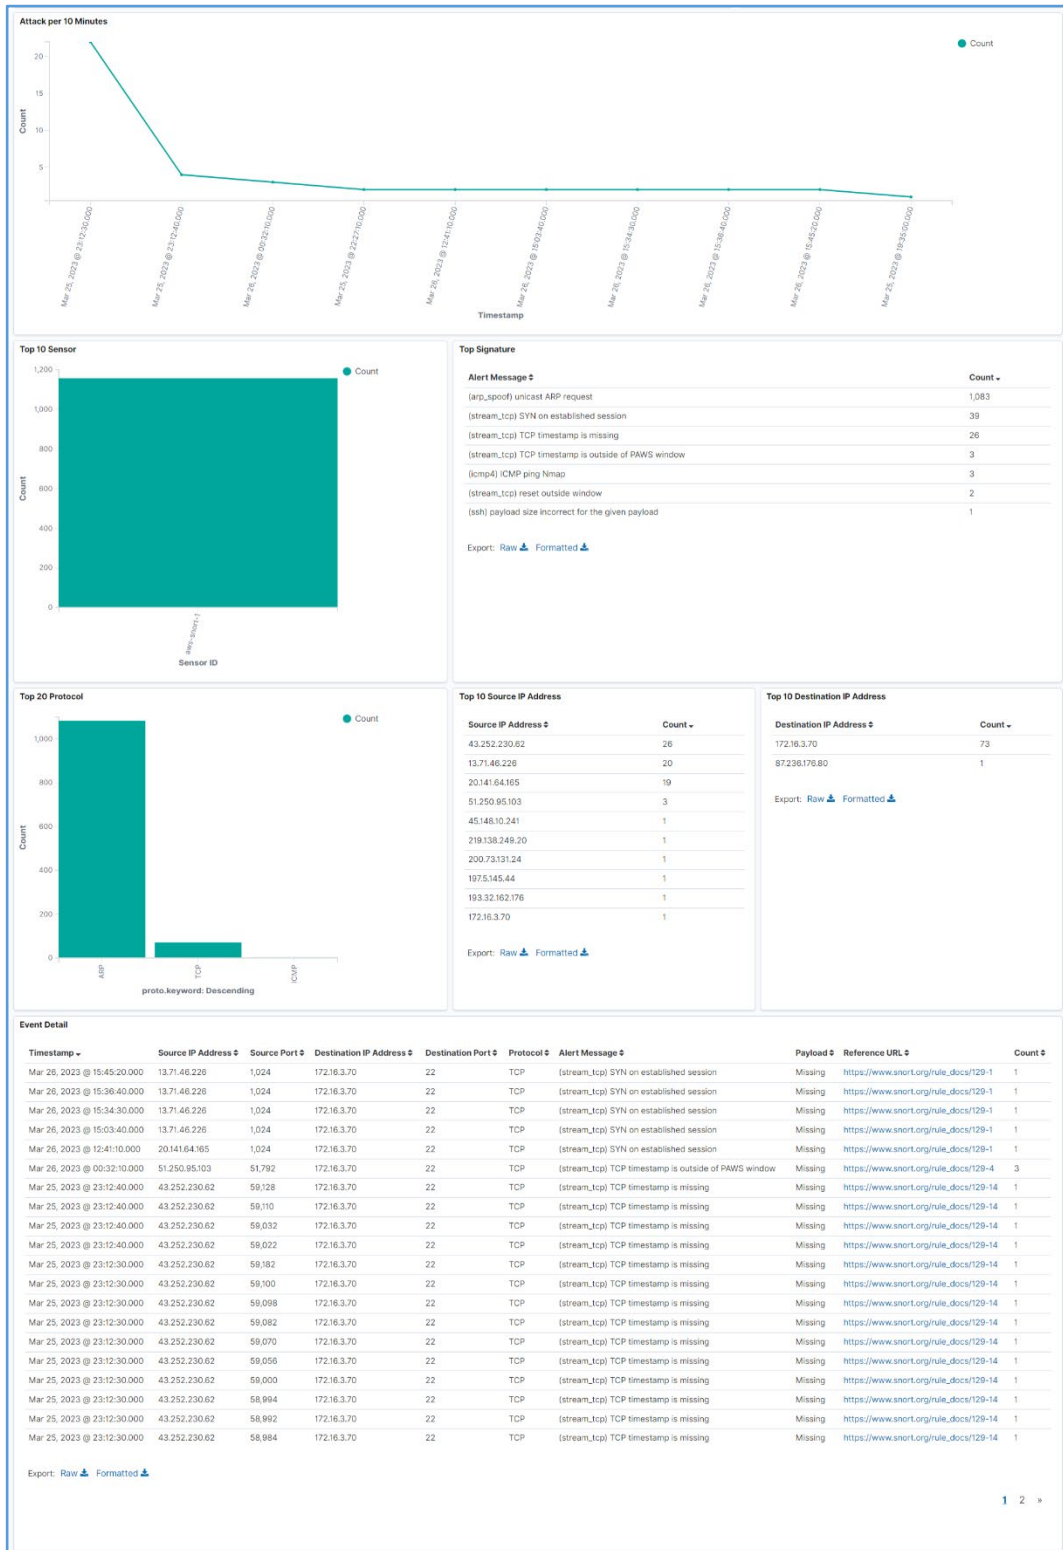 Attack per 10 Minutes
Count
20
15
10
5
Count
Mar 25, 2023 @ 23:12:30.000
Mar 25, 2023 @ 23:12:40.000
Mar 26, 2023 @ 00:32:10.000
Mar 25, 2023 @ 22:27:10.000
Mar 26, 2023 @ 12:41:10.000
Mar 26, 2023 @ 15:03:40.000
Mar 26, 2023 @ 15:34:30.000
Mar 26, 2023 @ 15:36:40.000
Mar 26, 2023 @ 15:45:20.000
Mar 25, 2023 @ 19:35:00.000
Timestamp
Top 10 Sensor
Count
1,200
1,000
800
600
400
200
0
Count
aws-snort-1
Sensor ID
Top Signature
Alert Message Count
(arp_spoof) unicast ARP request 1,083
(stream_tcp) SYN on established session 39
(stream_tcp) TCP timestamp is missing 26
(stream_tcp) TCP timestamp is outside of PAWS window 3
(icmp4) ICMP ping Nmap 3
(stream_tcp) reset outside window 2
(ssh) payload size incorrect for the given payload 1
Export: Raw Formatted
Top 20 Protocol
Count
1,000
800
600
400
200
0
Count
ARP
TCP
ICMP
proto.keyword: Descending
Top 10 Source IP Address
Source IP Address Count
43.252.230.62 26
13.71.46.226 20
20.141.64.165 19
51.250.95.103 3
45.148.10.241 1
219.138.249.20 1
200.73.131.24 1
197.5.145.44 1
193.32.162.176 1
172.16.3.70 1
Export: Raw Formatted
Top 10 Destination IP Address
Destination IP Address Count
172.16.3.70 73
87.236.176.80 1
Export: Raw Formatted
Event Detail
Timestamp Source IP Address Source Port Destination IP Address Destination Port Protocol Alert Message Payload Reference URL Count
Mar 26, 2023 @ 15:45:20.000 13.71.46.226 1,024 172.16.3.70 22 TCP (stream_tcp) SYN on established session Missing https://www.snort.org/rule_docs/129-1 1
Mar 26, 2023 @ 15:36:40.000 13.71.46.226 1,024 172.16.3.70 22 TCP (stream_tcp) SYN on established session Missing https://www.snort.org/rule_docs/129-1 1
Mar 26, 2023 @ 15:34:30.000 13.71.46.226 1,024 172.16.3.70 22 TCP (stream_tcp) SYN on established session Missing https://www.snort.org/rule_docs/129-1 1
Mar 26, 2023 @ 15:03:40.000 13.71.46.226 1,024 172.16.3.70 22 TCP (stream_tcp) SYN on established session Missing https://www.snort.org/rule_docs/129-1 1
Mar 26, 2023 @ 12:41:10.000 20.141.64.165 1,024 172.16.3.70 22 TCP (stream_tcp) SYN on established session Missing https://www.snort.org/rule_docs/129-1 1
Mar 26, 2023 @ 00:32:10.000 51.250.95.103 51,792 172.16.3.70 22 TCP (stream_tcp) TCP timestamp is outside of PAWS window Missing https://www.snort.org/rule_docs/129-4 3
Mar 25, 2023 @ 23:12:40.000 43.252.230.62 59,128 172.16.3.70 22 TCP (stream_tcp) TCP timestamp is missing Missing https://www.snort.org/rule_docs/129-14 1
Mar 25, 2023 @ 23:12:40.000 43.252.230.62 59,110 172.16.3.70 22 TCP (stream_tcp) TCP timestamp is missing Missing https://www.snort.org/rule_docs/129-14 1
Mar 25, 2023 @ 23:12:40.000 43.252.230.62 59,032 172.16.3.70 22 TCP (stream_tcp) TCP timestamp is missing Missing https://www.snort.org/rule_docs/129-14 1
Mar 25, 2023 @ 23:12:40.000 43.252.230.62 59,022 172.16.3.70 22 TCP (stream_tcp) TCP timestamp is missing Missing https://www.snort.org/rule_docs/129-14 1
Mar 25, 2023 @ 23:12:30.000 43.252.230.62 59,182 172.16.3.70 22 TCP (stream_tcp) TCP timestamp is missing Missing https://www.snort.org/rule_docs/129-14 1
Mar 25, 2023 @ 23:12:30.000 43.252.230.62 59,100 172.16.3.70 22 TCP (stream_tcp) TCP timestamp is missing Missing https://www.snort.org/rule_docs/129-14 1
Mar 25, 2023 @ 23:12:30.000 43.252.230.62 59,098 172.16.3.70 22 TCP (stream_tcp) TCP timestamp is missing Missing https://www.snort.org/rule_docs/129-14 1
Mar 25, 2023 @ 23:12:30.000 43.252.230.62 59,082 172.16.3.70 22 TCP (stream_tcp) TCP timestamp is missing Missing https://www.snort.org/rule_docs/129-14 1
Mar 25, 2023 @ 23:12:30.000 43.252.230.62 59,070 172.16.3.70 22 TCP (stream_tcp) TCP timestamp is missing Missing https://www.snort.org/rule_docs/129-14 1
Mar 25, 2023 @ 23:12:30.000 43.252.230.62 59,056 172.16.3.70 22 TCP (stream_tcp) TCP timestamp is missing Missing https://www.snort.org/rule_docs/129-14 1
Mar 25, 2023 @ 23:12:30.000 43.252.230.62 59,000 172.16.3.70 22 TCP (stream_tcp) TCP timestamp is missing Missing https://www.snort.org/rule_docs/129-14 1
Mar 25, 2023 @ 23:12:30.000 43.252.230.62 58,994 172.16.3.70 22 TCP (stream_tcp) TCP timestamp is missing Missing https://www.snort.org/rule_docs/129-14 1
Mar 25, 2023 @ 23:12:30.000 43.252.230.62 58,992 172.16.3.70 22 TCP (stream_tcp) TCP timestamp is missing Missing https://www.snort.org/rule_docs/129-14 1
Mar 25, 2023 @ 23:12:30.000 43.252.230.62 58,984 172.16.3.70 22 TCP (stream_tcp) TCP timestamp is missing Missing https://www.snort.org/rule_docs/129-14 1
Export: Raw Formatted
1 2 »